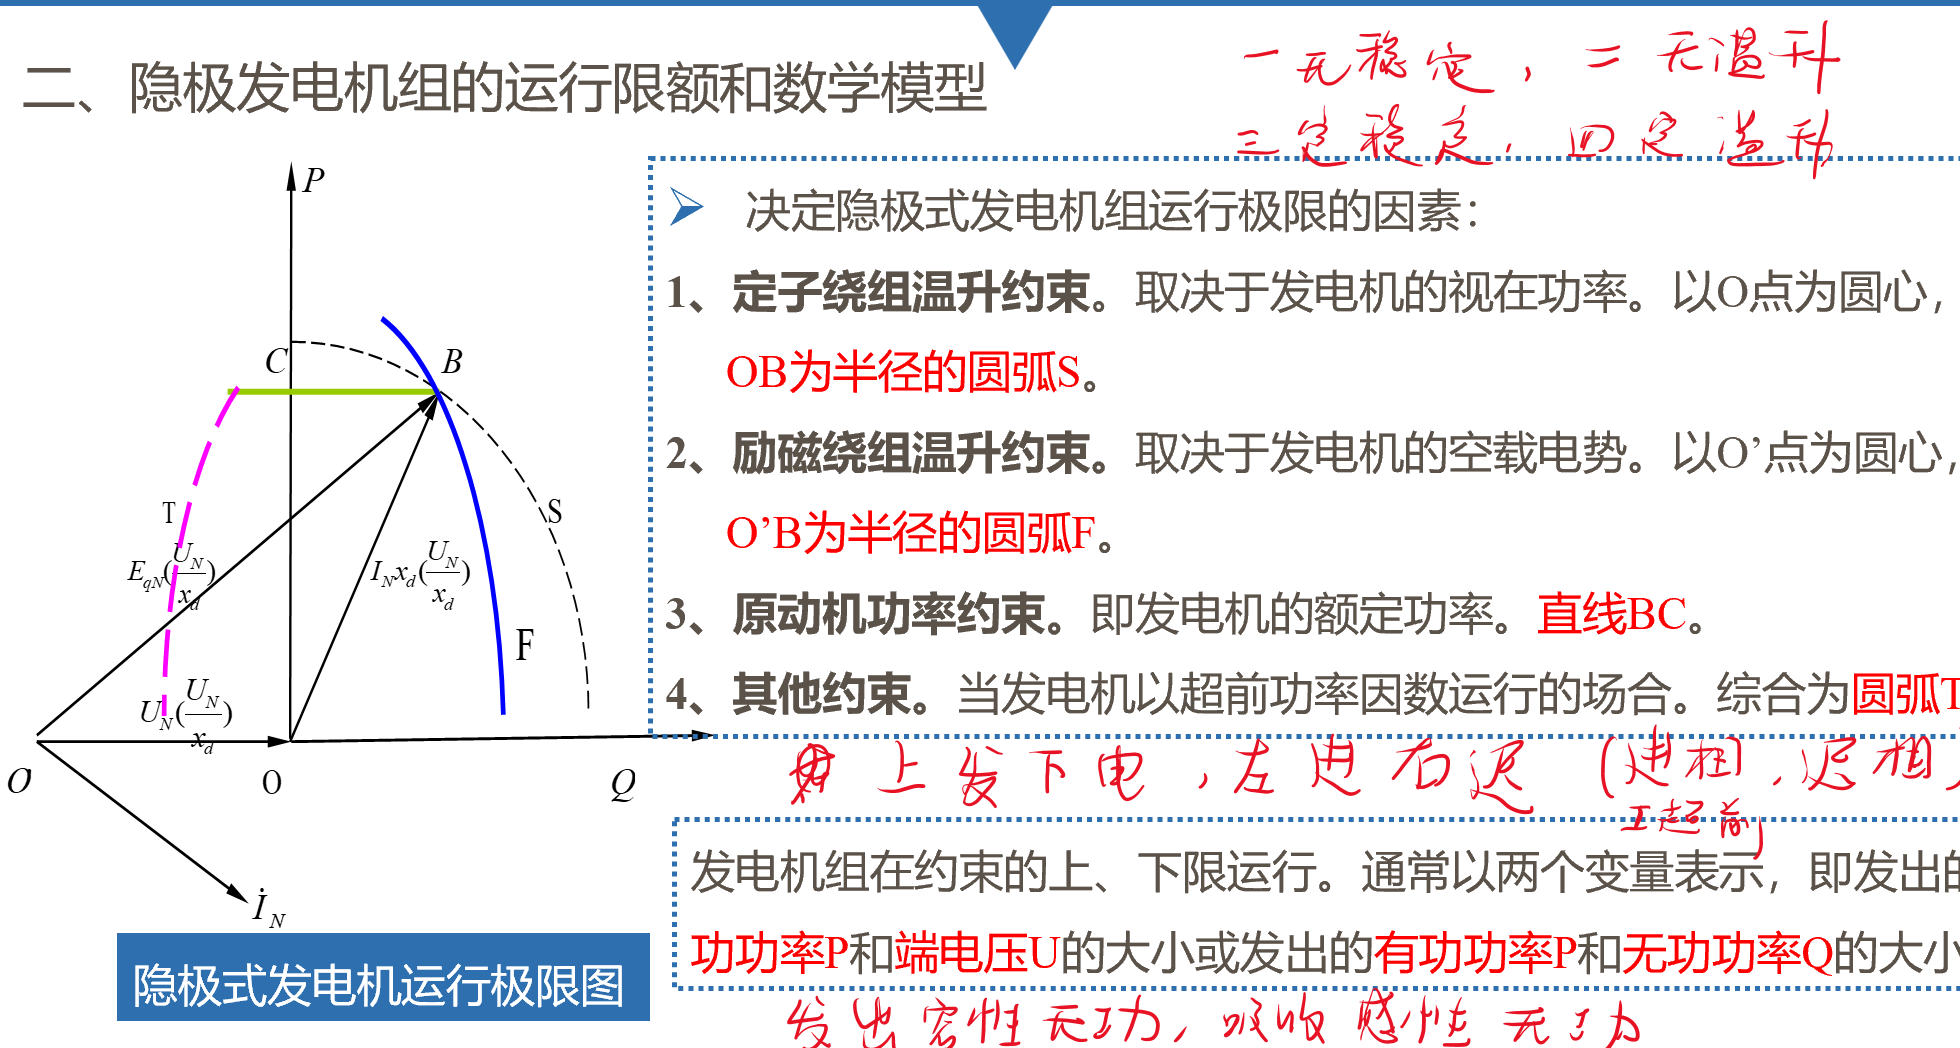 一无稳定，二无温升
三定稳定，四定温升
二、隐极发电机组的运行限额和数学模型
P
C
B
T
S
E_qN(U_N/x_d)
I_N x_d(U_N/x_d)
F
U_N(U_N/x_d)
O
O
Q
İ_N
隐极式发电机运行极限图
决定隐极式发电机组运行极限的因素：
1、定子绕组温升约束。取决于发电机的视在功率。以O点为圆心，
OB为半径的圆弧S。
2、励磁绕组温升约束。取决于发电机的空载电势。以O’点为圆心，
O’B为半径的圆弧F。
3、原动机功率约束。即发电机的额定功率。直线BC。
4、其他约束。当发电机以超前功率因数运行的场合。综合为圆弧T
上发下电，左进右迟（进相，迟相
I超前
发电机组在约束的上、下限运行。通常以两个变量表示，即发出的
功功率P和端电压U的大小或发出的有功功率P和无功功率Q的大小
发出容性无功，吸收感性无功